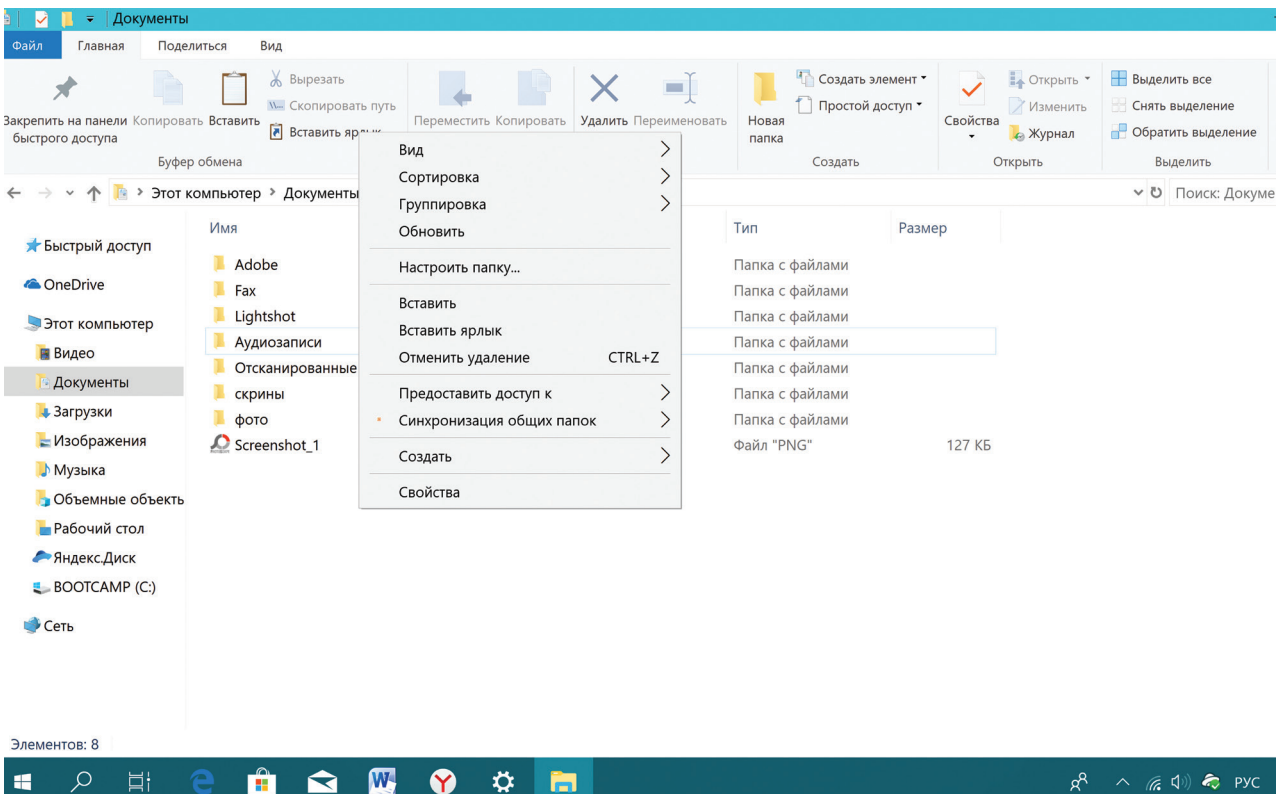 Документы
Файл Главная Поделиться Вид
Закрепить на панели быстрого доступа
Копировать
Вставить
Вырезать
Скопировать путь
Вставить ярлык
Буфер обмена
Переместить Копировать Удалить Переименовать
Новая папка
Создать элемент
Простой доступ
Создать
Свойства
Открыть
Изменить
Журнал
Открыть
Выделить все
Снять выделение
Обратить выделение
Выделить
Этот компьютер > Документы
Поиск: Докуме
Имя Тип Размер
Быстрый доступ
OneDrive
Этот компьютер
Видео
Документы
Загрузки
Изображения
Музыка
Объемные объекть
Рабочий стол
Яндекс.Диск
BOOTCAMP (C:)
Сеть
Adobe Папка с файлами
Fax Папка с файлами
Lightshot Папка с файлами
Аудиозаписи Папка с файлами
Отсканированные Папка с файлами
скрины Папка с файлами
фото Папка с файлами
Screenshot_1 Файл "PNG" 127 КБ
Вид
Сортировка
Группировка
Обновить
Настроить папку...
Вставить
Вставить ярлык
Отменить удаление CTRL+Z
Предоставить доступ к
Синхронизация общих папок
Создать
Свойства
Элементов: 8
РУС